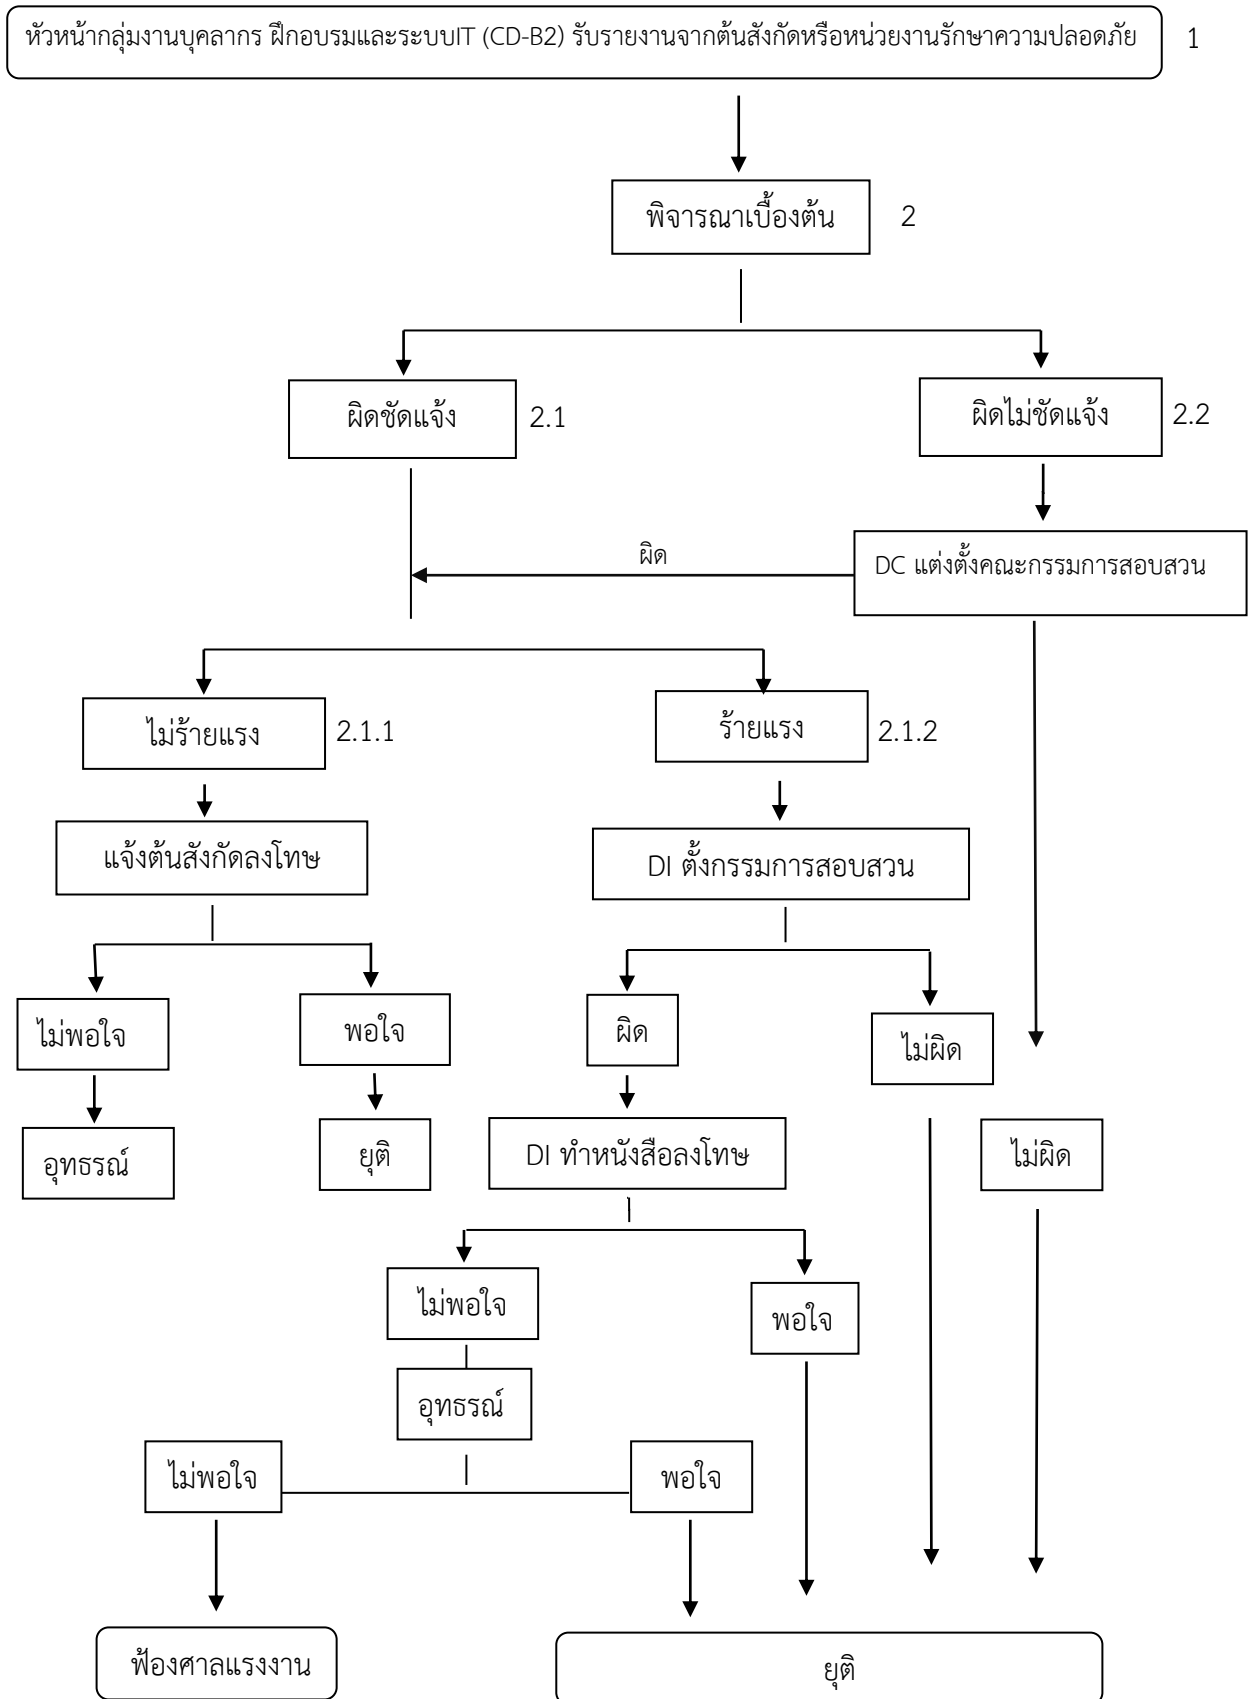 หัวหน้ากลุ่มงานบุคลากร ฝึกอบรมและระบบIT (CD-B2) รับรายงานจากต้นสังกัดหรือหน่วยงานรักษาความปลอดภัย 1
พิจารณาเบื้องต้น 2
ผิดชัดแจ้ง 2.1
ผิดไม่ชัดแจ้ง 2.2
ผิด
DC แต่งตั้งคณะกรรมการสอบสวน
ไม่ร้ายแรง 2.1.1
ร้ายแรง 2.1.2
แจ้งต้นสังกัดลงโทษ
DI ตั้งกรรมการสอบสวน
ไม่พอใจ
พอใจ
ผิด
ไม่ผิด
อุทธรณ์
ยุติ
DI ทำหนังสือลงโทษ
ไม่ผิด
ไม่พอใจ
พอใจ
อุทธรณ์
ไม่พอใจ
พอใจ
ฟ้องศาลแรงงาน
ยุติ